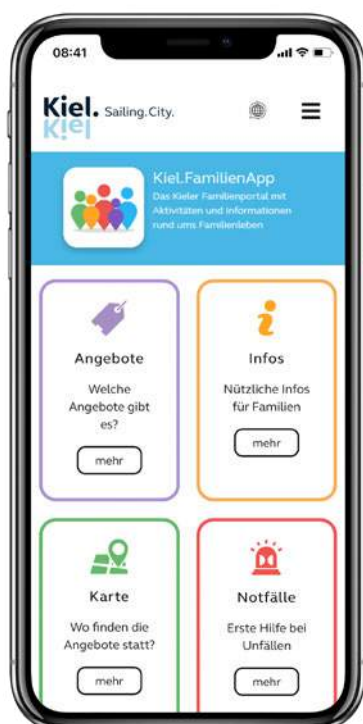 08:41
Kiel. Sailing.City.
Kiel.FamilienApp
Das Kieler Familienportal mit
Aktivitäten und Informationen
rund ums Familienleben
Angebote
Welche
Angebote gibt
es?
mehr
Infos
Nützliche Infos
für Familien
mehr
Karte
Wo finden die
Angebote statt?
mehr
Notfälle
Erste Hilfe bei
Unfällen
mehr